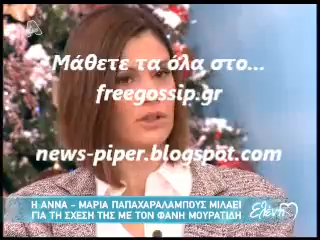 Μάθετε τα όλα στο...
freegossip.gr
news-piper.blogspot.com
Η ΑΝΝΑ - ΜΑΡΙΑ ΠΑΠΑΧΑΡΑΛΑΜΠΟΥΣ ΜΙΛΑΕΙ
ΓΙΑ ΤΗ ΣΧΕΣΗ ΤΗΣ ΜΕ ΤΟΝ ΦΑΝΗ ΜΟΥΡΑΤΙΔΗ
Ελένη